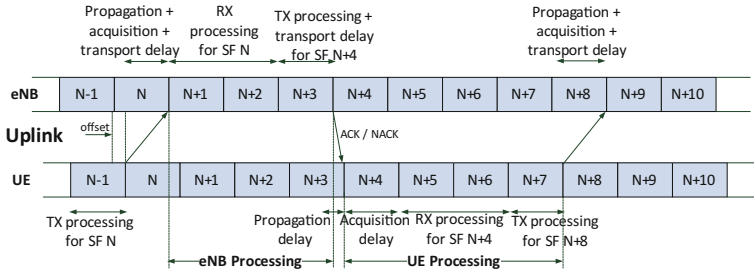 Propagation +
acquisition +
transport delay
RX
processing
for SF N
TX processing +
transport delay
for SF N+4
Propagation +
acquisition +
transport delay
eNB
N-1
N
N+1
N+2
N+3
N+4
N+5
N+6
N+7
N+8
N+9
N+10
offset
ACK / NACK
Uplink
UE
N-1
N
N+1
N+2
N+3
N+4
N+5
N+6
N+7
N+8
N+9
N+10
TX processing
for SF N
Propagation
delay
Acquisition
delay
RX processing
for SF N+4
TX processing
for SF N+8
eNB Processing
UE Processing